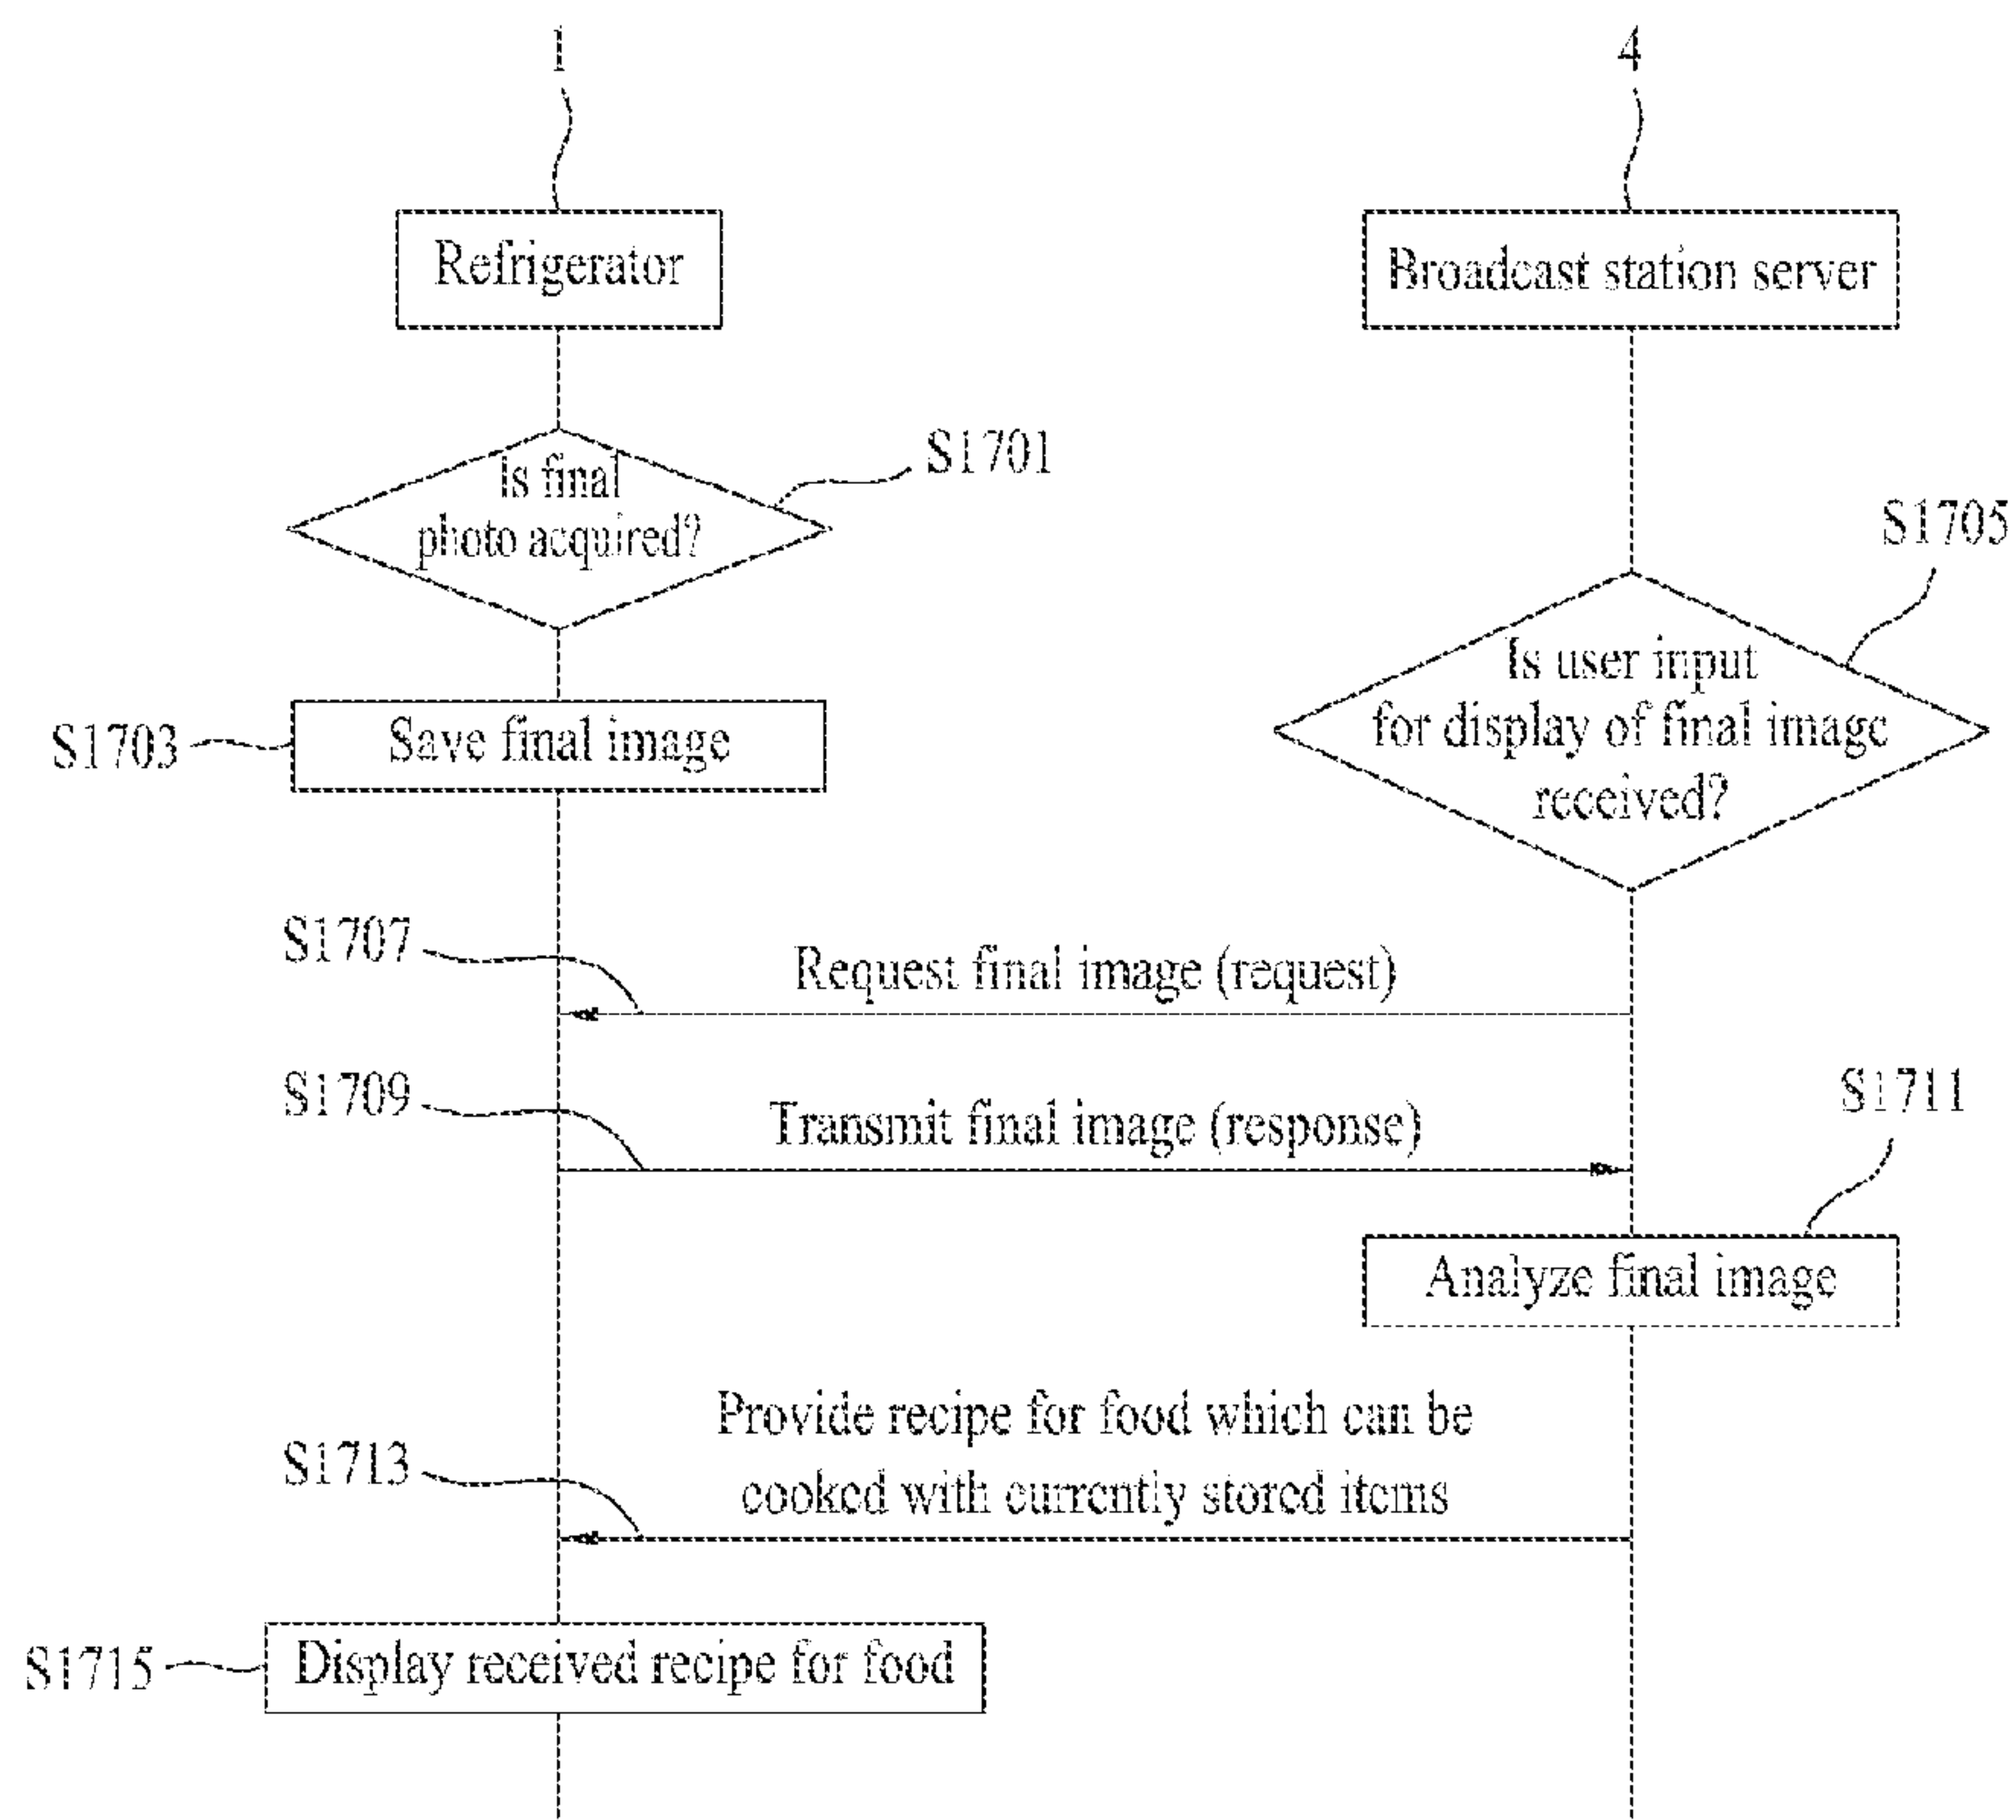 1
4
Refrigerator
Broadcast station server
Is final
photo acquired?
S1701
S1705
Is user input
for display of final image
received?
S1703
Save final image
S1707
Request final image (request)
S1709
Transmit final image (response)
S1711
Analyze final image
Provide recipe for food which can be
cooked with currently stored items
S1713
S1715
Display received recipe for food